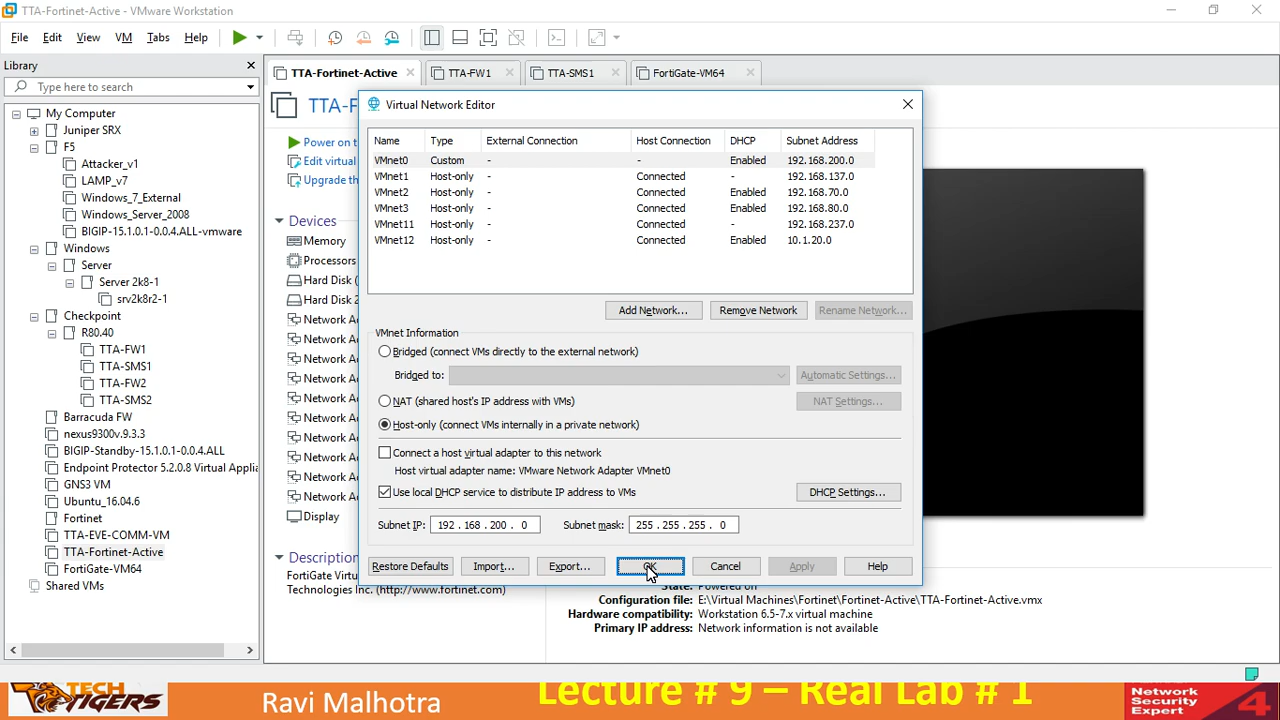 TTA-Fortinet-Active - VMware Workstation
File Edit View VM Tabs Help
Library
Type here to search
My Computer
Juniper SRX
F5
Attacker_v1
LAMP_v7
Windows_7_External
Windows_Server_2008
BIGIP-15.1.0.1-0.0.4.ALL-vmware
Windows
Server
Server 2k8-1
srv2k8r2-1
Checkpoint
R80.40
TTA-FW1
TTA-SMS1
TTA-FW2
TTA-SMS2
Barracuda FW
nexus9300v.9.3.3
BIGIP-Standby-15.1.0.1-0.0.4.ALL
Endpoint Protector 5.2.0.8 Virtual Appli
GNS3 VM
Ubuntu_16.04.6
Fortinet
TTA-EVE-COMM-VM
TTA-Fortinet-Active
FortiGate-VM64
Shared VMs
TTA-Fortinet-Active TTA-FW1 TTA-SMS1 FortiGate-VM64
TTA-F
Power on t
Edit virtual
Upgrade th
Devices
Memory
Processors
Hard Disk (
Hard Disk 2
Network A
Network A
Network A
Network A
Network A
Network A
Network A
Network A
Network A
Network A
Display
Description
FortiGate Virtual
Technologies Inc. (http://www.fortinet.com)
Virtual Network Editor
Name Type External Connection Host Connection DHCP Subnet Address
VMnet0 Custom - - Enabled 192.168.200.0
VMnet1 Host-only - Connected - 192.168.137.0
VMnet2 Host-only - Connected Enabled 192.168.70.0
VMnet3 Host-only - Connected Enabled 192.168.80.0
VMnet11 Host-only - Connected - 192.168.237.0
VMnet12 Host-only - Connected Enabled 10.1.20.0
Add Network... Remove Network Rename Network...
VMnet Information
Bridged (connect VMs directly to the external network)
Bridged to: Automatic Settings...
NAT (shared host's IP address with VMs) NAT Settings...
Host-only (connect VMs internally in a private network)
Connect a host virtual adapter to this network
Host virtual adapter name: VMware Network Adapter VMnet0
Use local DHCP service to distribute IP address to VMs DHCP Settings...
Subnet IP: 192 . 168 . 200 . 0 Subnet mask: 255 . 255 . 255 . 0
Restore Defaults Import... Export... OK Cancel Apply Help
State: Powered off
Configuration file: E:\Virtual Machines\Fortinet\Fortinet-Active\TTA-Fortinet-Active.vmx
Hardware compatibility: Workstation 6.5-7.x virtual machine
Primary IP address: Network information is not available
TECH
TIGERS
Ravi Malhotra
Lecture # 9 – Real Lab # 1
Network
Security
Expert
4